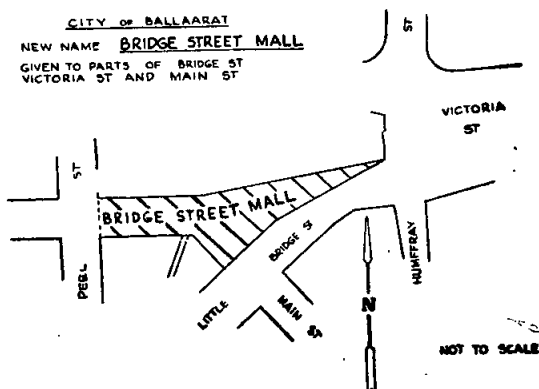 CITY OF BALLAARAT
NEW NAME BRIDGE STREET MALL
GIVEN TO PARTS OF BRIDGE ST
VICTORIA ST AND MAIN ST
ST
VICTORIA
ST
ST
BRIDGE STREET MALL
BRIDGE ST
HUMFFRAY
PEEL
LITTLE
MAIN
ST
N
NOT TO SCALE